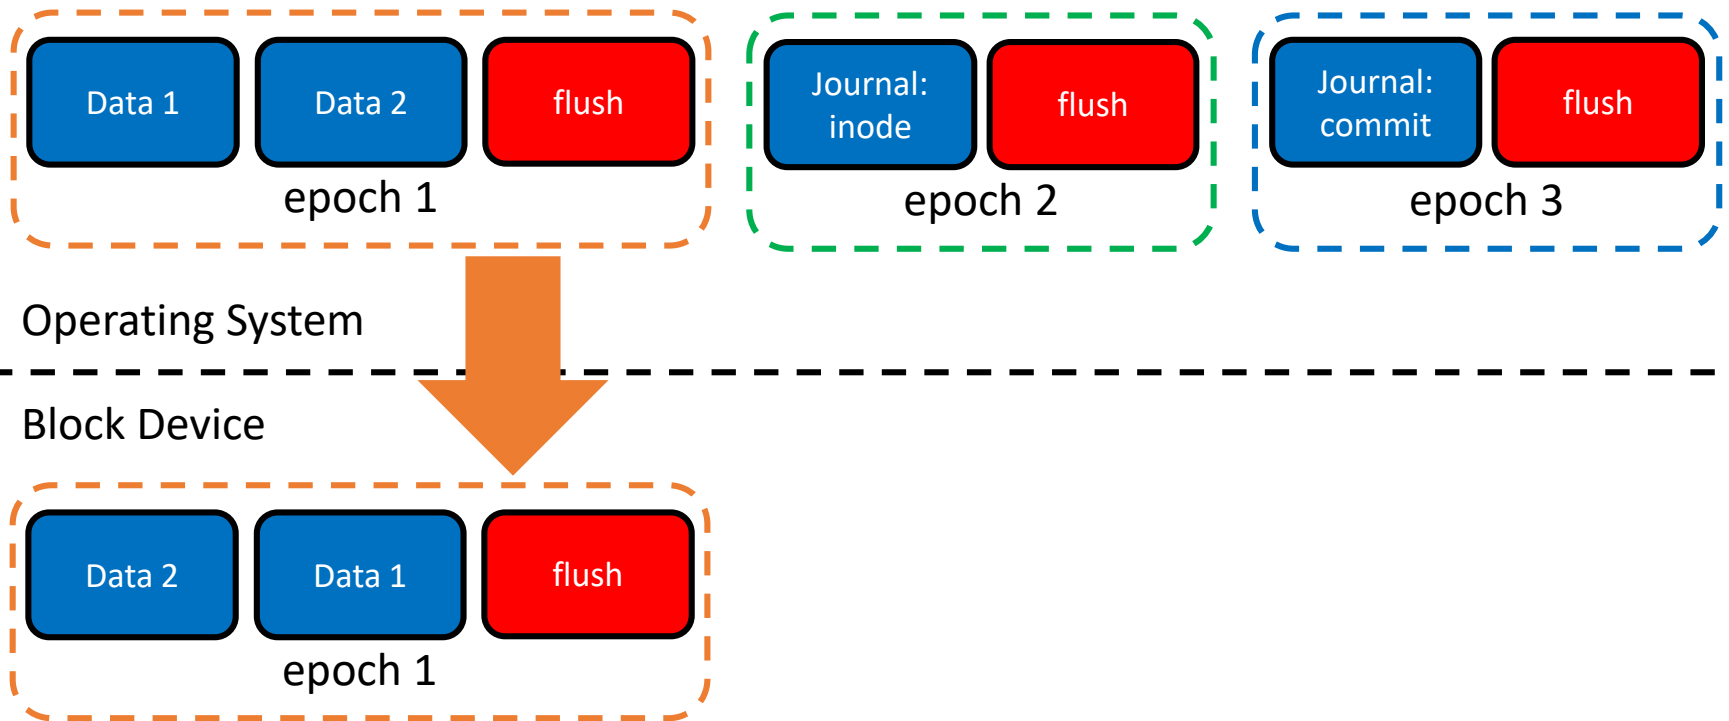 Data 1
Data 2
flush
epoch 1
Journal:
inode
flush
epoch 2
Journal:
commit
flush
epoch 3
Operating System
Block Device
Data 2
Data 1
flush
epoch 1